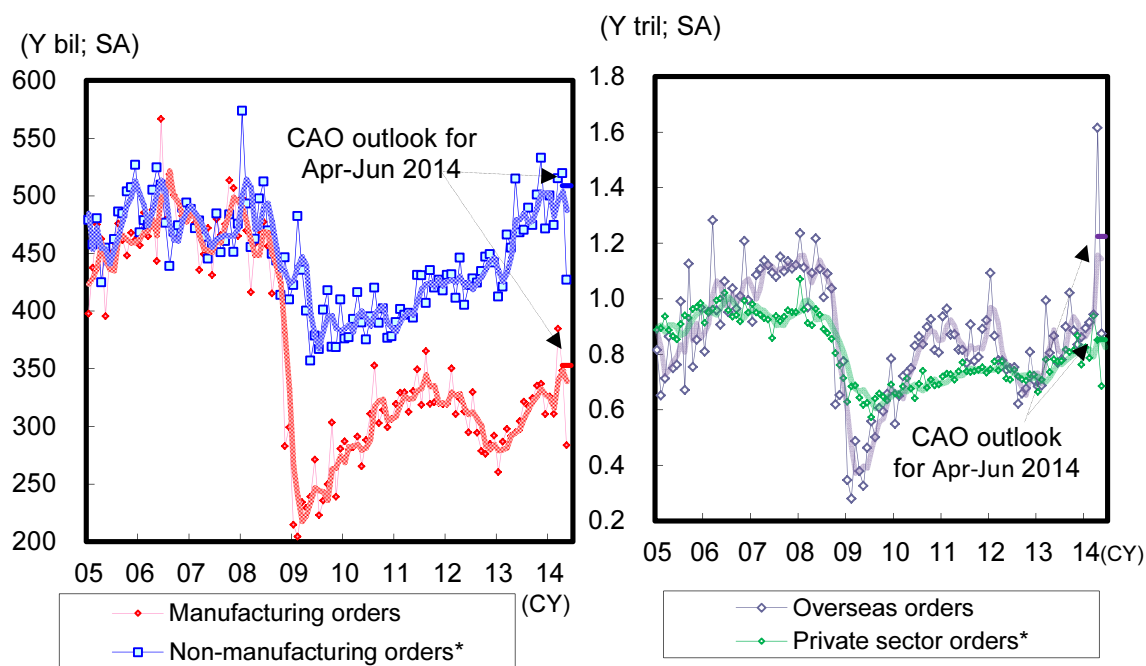 (Y bil; SA)
600
550
500
450
400
350
300
250
200
05 06 07 08 09 10 11 12 13 14
(CY)
CAO outlook for
Apr-Jun 2014
Manufacturing orders
Non-manufacturing orders*
(Y tril; SA)
1.8
1.6
1.4
1.2
1.0
0.8
0.6
0.4
0.2
05 06 07 08 09 10 11 12 13 14 (CY)
CAO outlook
for Apr-Jun 2014
Overseas orders
Private sector orders*